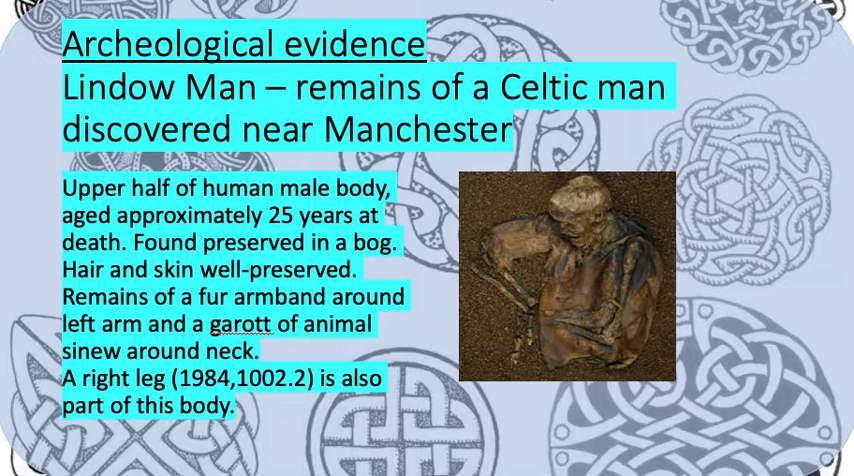 Archeological evidence
Lindow Man – remains of a Celtic man
discovered near Manchester
Upper half of human male body,
aged approximately 25 years at
death. Found preserved in a bog.
Hair and skin well-preserved.
Remains of a fur armband around
left arm and a garott of animal
sinew around neck.
A right leg (1984,1002.2) is also
part of this body.